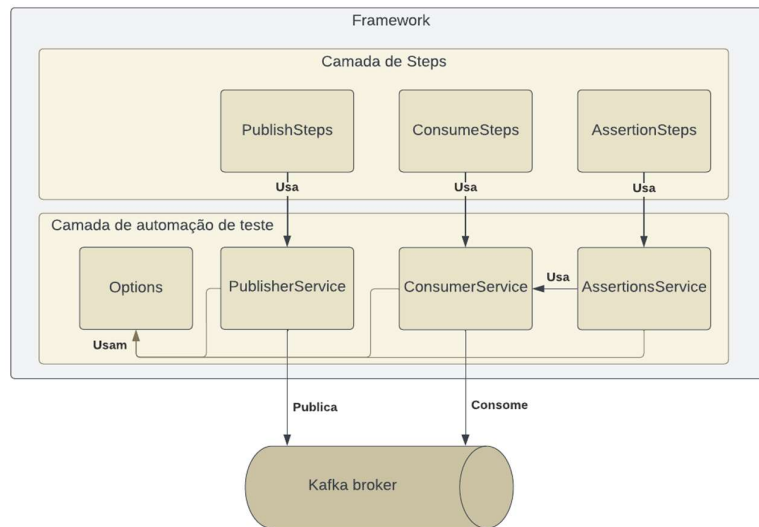 Framework
Camada de Steps
PublishSteps
ConsumeSteps
AssertionSteps
Usa
Usa
Usa
Camada de automação de teste
Options
PublisherService
ConsumerService
Usa
AssertionsService
Usam
Publica
Consome
Kafka broker